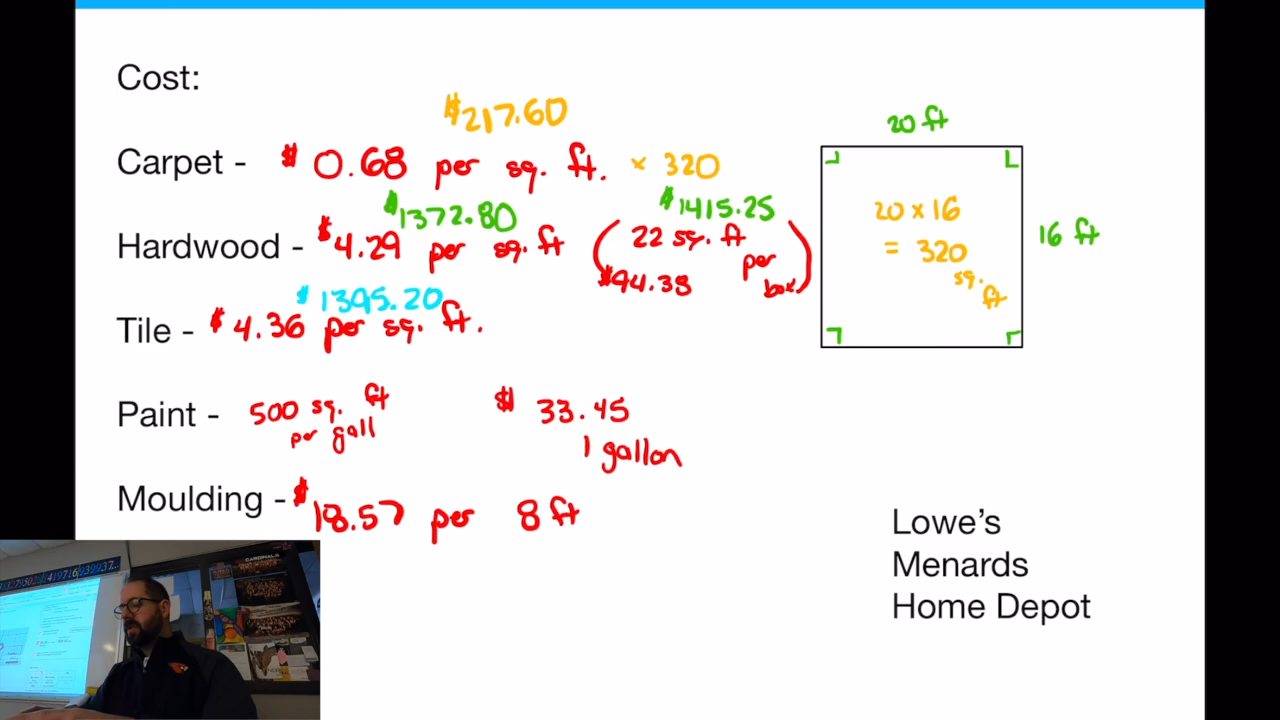 Cost:
$217.60
Carpet - $ 0.68 per sq. ft. × 320
$1372.80
$1415.25
Hardwood - $4.29 per sq. ft (22 sq. ft per box)
$94.38
$1395.20
Tile - $4.36 per sq. ft.
Paint - 500 sq. ft
per gall
$ 33.45
1 gallon
Moulding - $18.57 per 8 ft
20 ft
16 ft
20 × 16
= 320
sq.
ft
Lowe's
Menards
Home Depot
CARDINALS